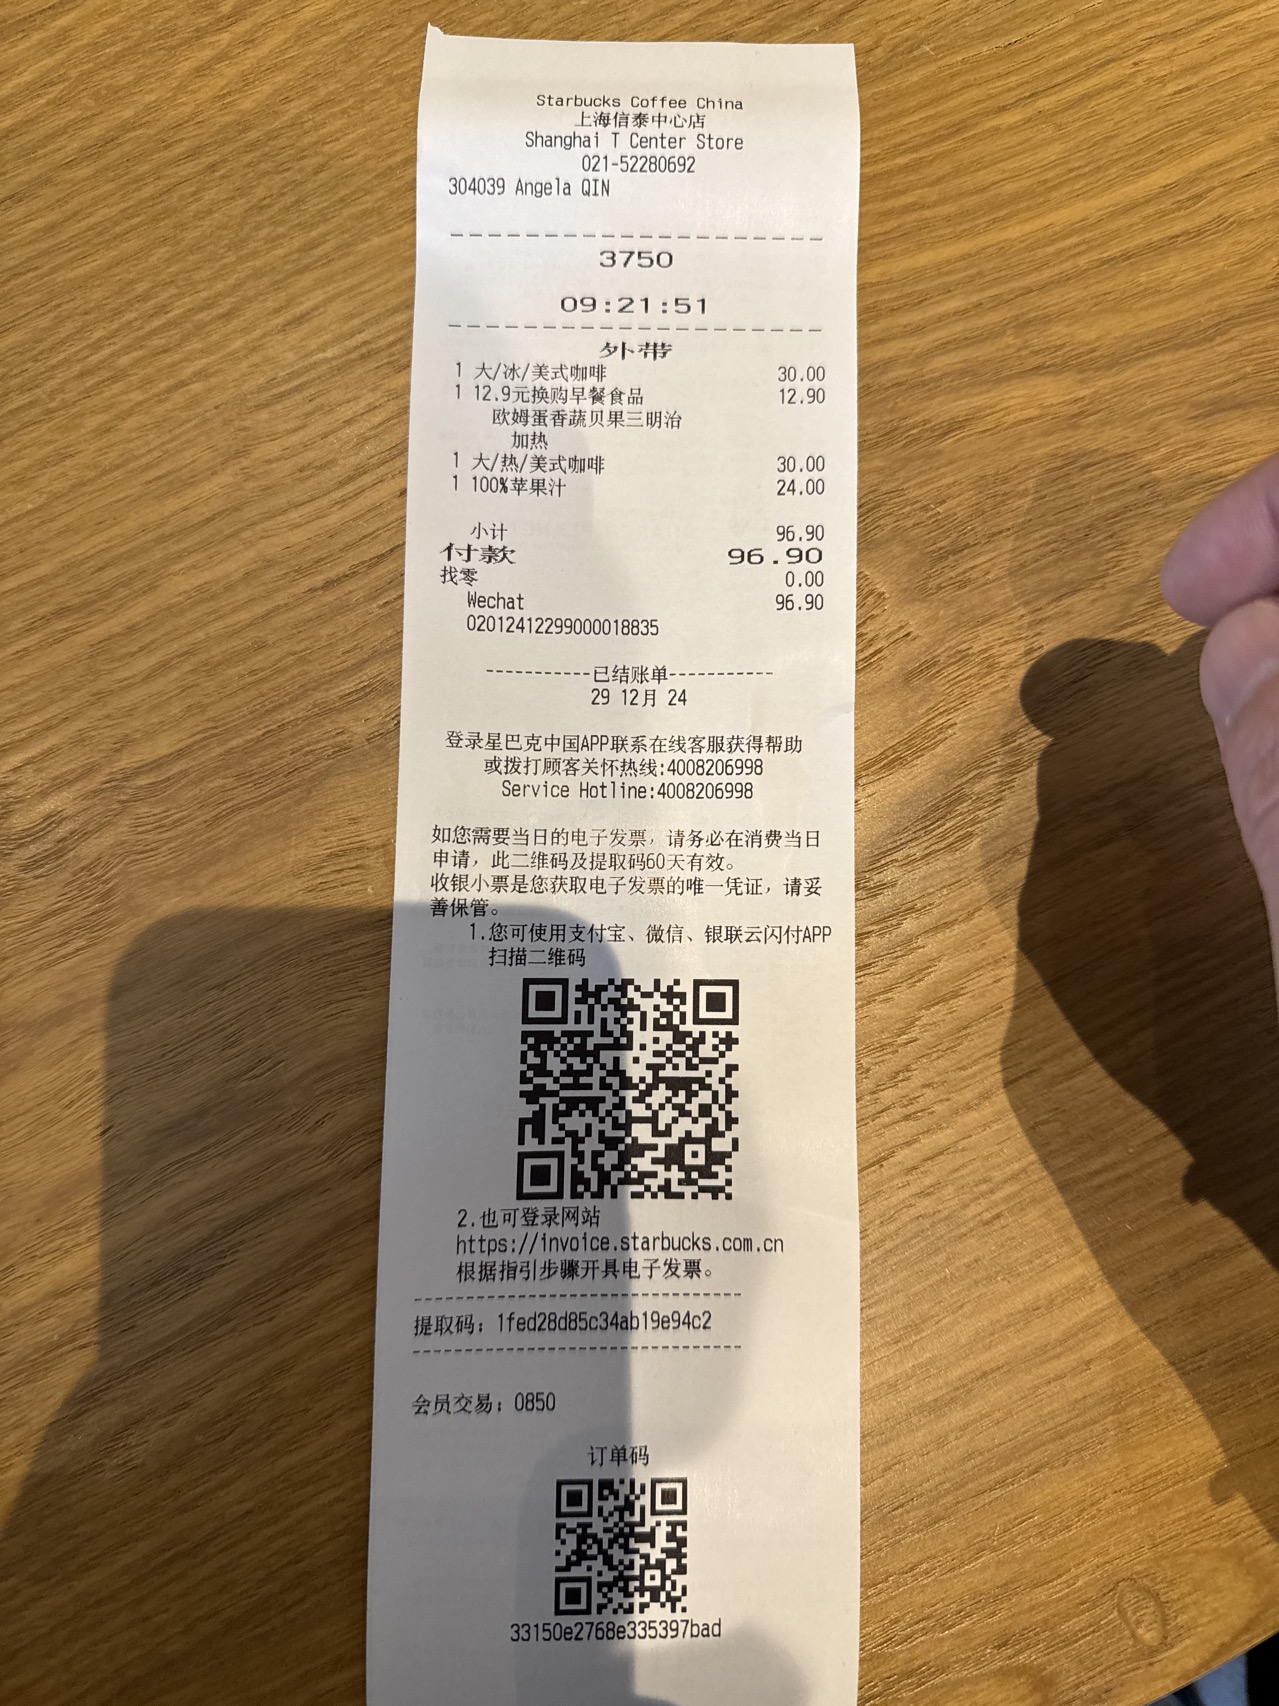 Starbucks Coffee China
上海信泰中心店
Shanghai T Center Store
021-52280692
304039 Angela QIN
3750
09:21:51
外带
1 大/冰/美式咖啡 30.00
1 12.9元换购早餐食品 12.90
欧姆蛋香蔬贝果三明治
加热
1 大/热/美式咖啡 30.00
1 100%苹果汁 24.00
小计 96.90
付款 96.90
找零 0.00
Wechat 96.90
02012412299000018835
-----------已结账单-----------
29 12月 24
登录星巴克中国APP联系在线客服获得帮助
或拨打顾客关怀热线:4008206998
Service Hotline:4008206998
如您需要当日的电子发票，请务必在消费当日
申请，此二维码及提取码60天有效。
收银小票是您获取电子发票的唯一凭证，请妥
善保管。
1.您可使用支付宝、微信、银联云闪付APP
扫描二维码
2.也可登录网站
https://invoice.starbucks.com.cn
根据指引步骤开具电子发票。
提取码：1fed28d85c34ab19e94c2
会员交易：0850
订单码
33150e2768e335397bad